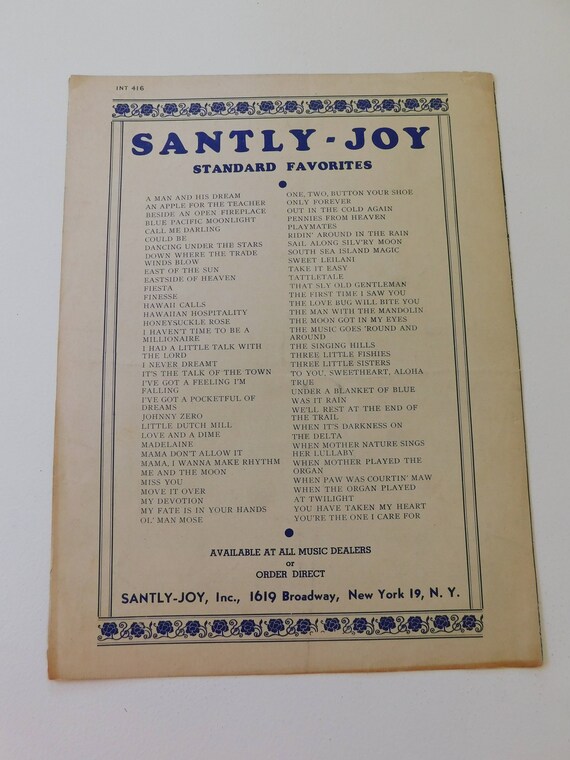 INT 416
SANTLY-JOY
STANDARD FAVORITES
A MAN AND HIS DREAM
AN APPLE FOR THE TEACHER
BESIDE AN OPEN FIREPLACE
BLUE PACIFIC MOONLIGHT
CALL ME DARLING
COULD BE
DANCING UNDER THE STARS
DOWN WHERE THE TRADE
WINDS BLOW
EAST OF THE SUN
EASTSIDE OF HEAVEN
FIESTA
FINESSE
HAWAII CALLS
HAWAIIAN HOSPITALITY
HONEYSUCKLE ROSE
I HAVEN'T TIME TO BE A
MILLIONAIRE
I HAD A LITTLE TALK WITH
THE LORD
I NEVER DREAMT
IT'S THE TALK OF THE TOWN
I'VE GOT A FEELING I'M
FALLING
I'VE GOT A POCKETFUL OF
DREAMS
JOHNNY ZERO
LITTLE DUTCH MILL
LOVE AND A DIME
MADELAINE
MAMA DON'T ALLOW IT
MAMA, I WANNA MAKE RHYTHM
ME AND THE MOON
MISS YOU
MOVE IT OVER
MY DEVOTION
MY FATE IS IN YOUR HANDS
OL' MAN MOSE
ONE, TWO, BUTTON YOUR SHOE
ONLY FOREVER
OUT IN THE COLD AGAIN
PENNIES FROM HEAVEN
PLAYMATES
RIDIN' AROUND IN THE RAIN
SAIL ALONG SILV'RY MOON
SOUTH SEA ISLAND MAGIC
SWEET LEILANI
TAKE IT EASY
TATTLETALE
THAT SLY OLD GENTLEMAN
THE FIRST TIME I SAW YOU
THE LOVE BUG WILL BITE YOU
THE MAN WITH THE MANDOLIN
THE MOON GOT IN MY EYES
THE MUSIC GOES 'ROUND AND
AROUND
THE SINGING HILLS
THREE LITTLE FISHIES
THREE LITTLE SISTERS
TO YOU, SWEETHEART, ALOHA
TRUE
UNDER A BLANKET OF BLUE
WAS IT RAIN
WE'LL REST AT THE END OF
THE TRAIL
WHEN IT'S DARKNESS ON
THE DELTA
WHEN MOTHER NATURE SINGS
HER LULLABY
WHEN MOTHER PLAYED THE
ORGAN
WHEN PAW WAS COURTIN' MAW
WHEN THE ORGAN PLAYED
AT TWILIGHT
YOU HAVE TAKEN MY HEART
YOU'RE THE ONE I CARE FOR
AVAILABLE AT ALL MUSIC DEALERS
or
ORDER DIRECT
SANTLY-JOY, Inc., 1619 Broadway, New York 19, N. Y.